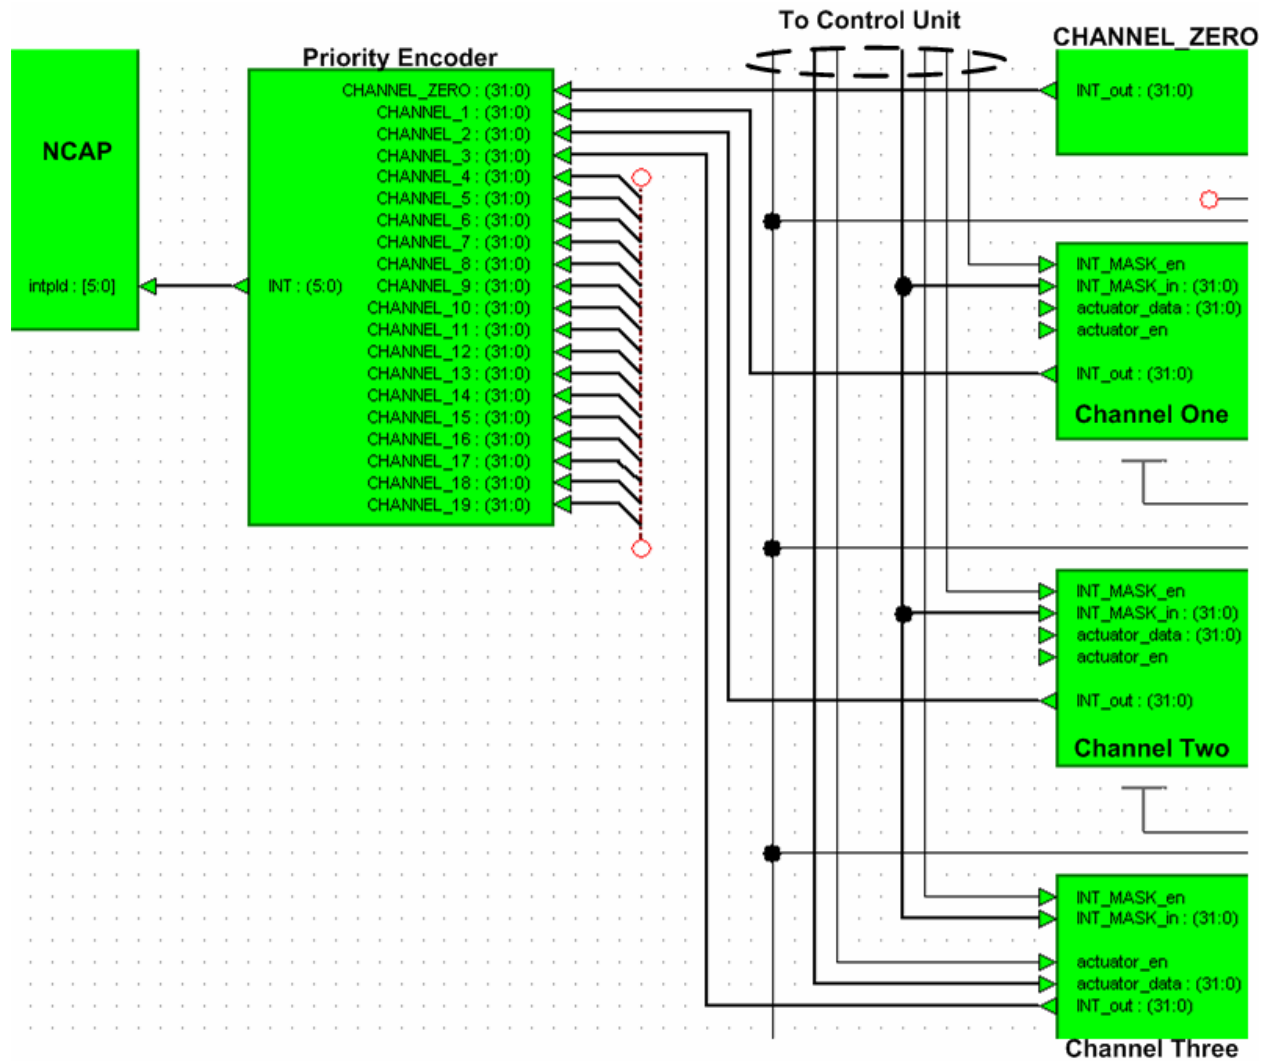 To Control Unit
CHANNEL_ZERO
Priority Encoder
CHANNEL_ZERO : (31:0)
CHANNEL_1 : (31:0)
CHANNEL_2 : (31:0)
CHANNEL_3 : (31:0)
CHANNEL_4 : (31:0)
CHANNEL_5 : (31:0)
CHANNEL_6 : (31:0)
CHANNEL_7 : (31:0)
CHANNEL_8 : (31:0)
CHANNEL_9 : (31:0)
CHANNEL_10 : (31:0)
CHANNEL_11 : (31:0)
CHANNEL_12 : (31:0)
CHANNEL_13 : (31:0)
CHANNEL_14 : (31:0)
CHANNEL_15 : (31:0)
CHANNEL_16 : (31:0)
CHANNEL_17 : (31:0)
CHANNEL_18 : (31:0)
CHANNEL_19 : (31:0)
INT : (5:0)
NCAP
intpld : [5:0]
INT_out : (31:0)
INT_MASK_en
INT_MASK_in : (31:0)
actuator_data : (31:0)
actuator_en
INT_out : (31:0)
Channel One
INT_MASK_en
INT_MASK_in : (31:0)
actuator_data : (31:0)
actuator_en
INT_out : (31:0)
Channel Two
INT_MASK_en
INT_MASK_in : (31:0)
actuator_en
actuator_data : (31:0)
INT_out : (31:0)
Channel Three